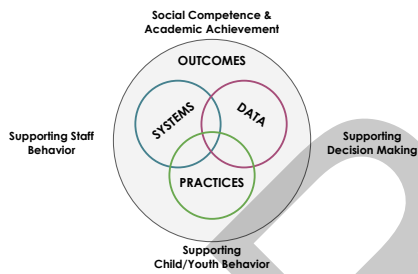 Social Competence &
Academic Achievement
OUTCOMES
SYSTEMS
DATA
Supporting Staff
Behavior
Supporting
Decision Making
PRACTICES
Supporting
Child/Youth Behavior